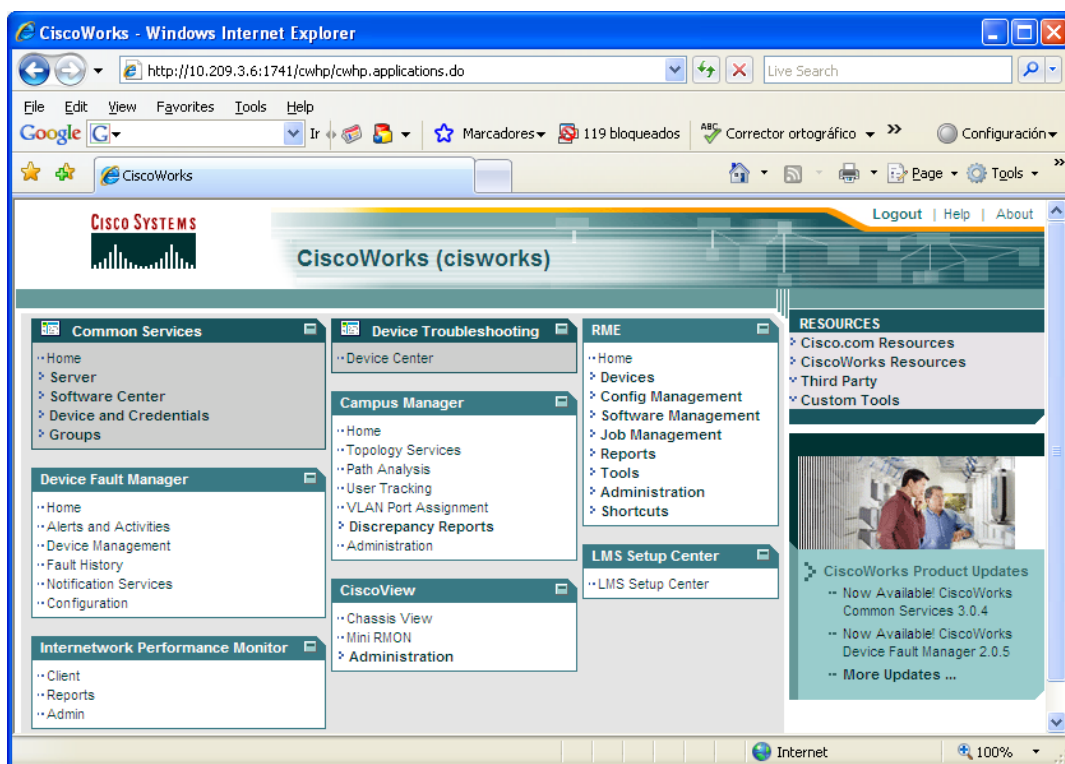 CiscoWorks - Windows Internet Explorer
http://10.209.3.6:1741/cwhp/cwhp.applications.do
Live Search
File Edit View Favorites Tools Help
Google G Ir Marcadores 119 bloqueados ABC Corrector ortográfico » Configuración
CiscoWorks
Page Tools »
Logout | Help | About
CISCO SYSTEMS
CiscoWorks (cisworks)
Common Services
Home
Server
Software Center
Device and Credentials
Groups
Device Fault Manager
Home
Alerts and Activities
Device Management
Fault History
Notification Services
Configuration
Internetwork Performance Monitor
Client
Reports
Admin
Device Troubleshooting
Device Center
Campus Manager
Home
Topology Services
Path Analysis
User Tracking
VLAN Port Assignment
Discrepancy Reports
Administration
CiscoView
Chassis View
Mini RMON
Administration
RME
Home
Devices
Config Management
Software Management
Job Management
Reports
Tools
Administration
Shortcuts
LMS Setup Center
LMS Setup Center
RESOURCES
Cisco.com Resources
CiscoWorks Resources
Third Party
Custom Tools
CiscoWorks Product Updates
Now Available! CiscoWorks
Common Services 3.0.4
Now Available! CiscoWorks
Device Fault Manager 2.0.5
More Updates ...
Internet
100%